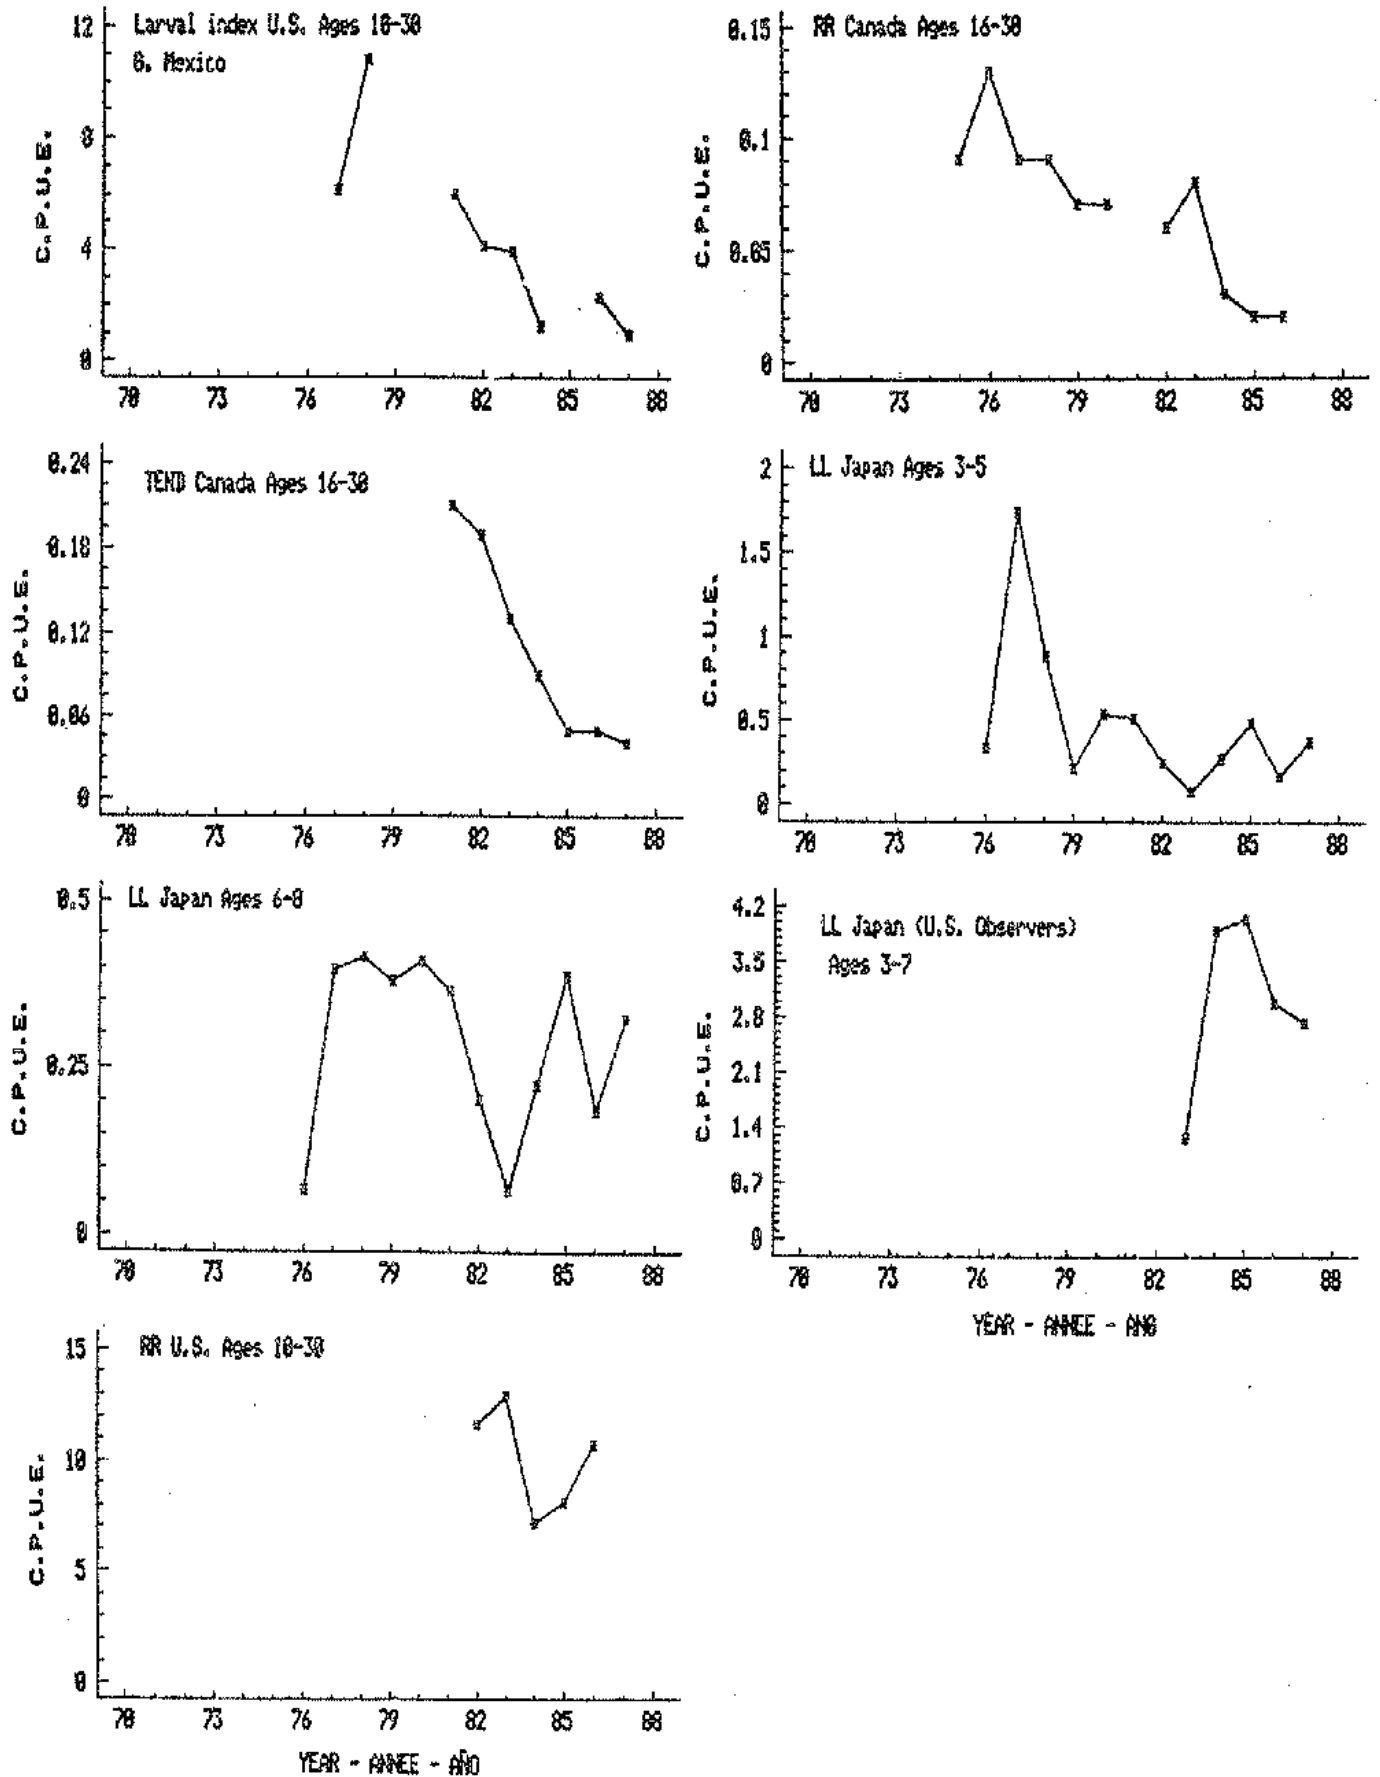 Larval index U.S. Ages 10-30
G. Mexico
C.P.U.E.
12
8
4
0
70 73 76 79 82 85 88
RR Canada Ages 16-30
C.P.U.E.
0.15
0.1
0.05
0
70 73 76 79 82 85 88
TEND Canada Ages 16-30
C.P.U.E.
0.24
0.18
0.12
0.06
0
70 73 76 79 82 85 88
LL Japan Ages 3-5
C.P.U.E.
2
1.5
1
0.5
0
70 73 76 79 82 85 88
LL Japan Ages 6-8
C.P.U.E.
0.5
0.25
0
70 73 76 79 82 85 88
LL Japan (U.S. Observers)
Ages 3-7
C.P.U.E.
4.2
3.5
2.8
2.1
1.4
0.7
0
70 73 76 79 82 85 88
YEAR - ANNEE - ANO
RR U.S. Ages 10-30
C.P.U.E.
15
10
5
0
70 73 76 79 82 85 88
YEAR - ANNEE - AÑO